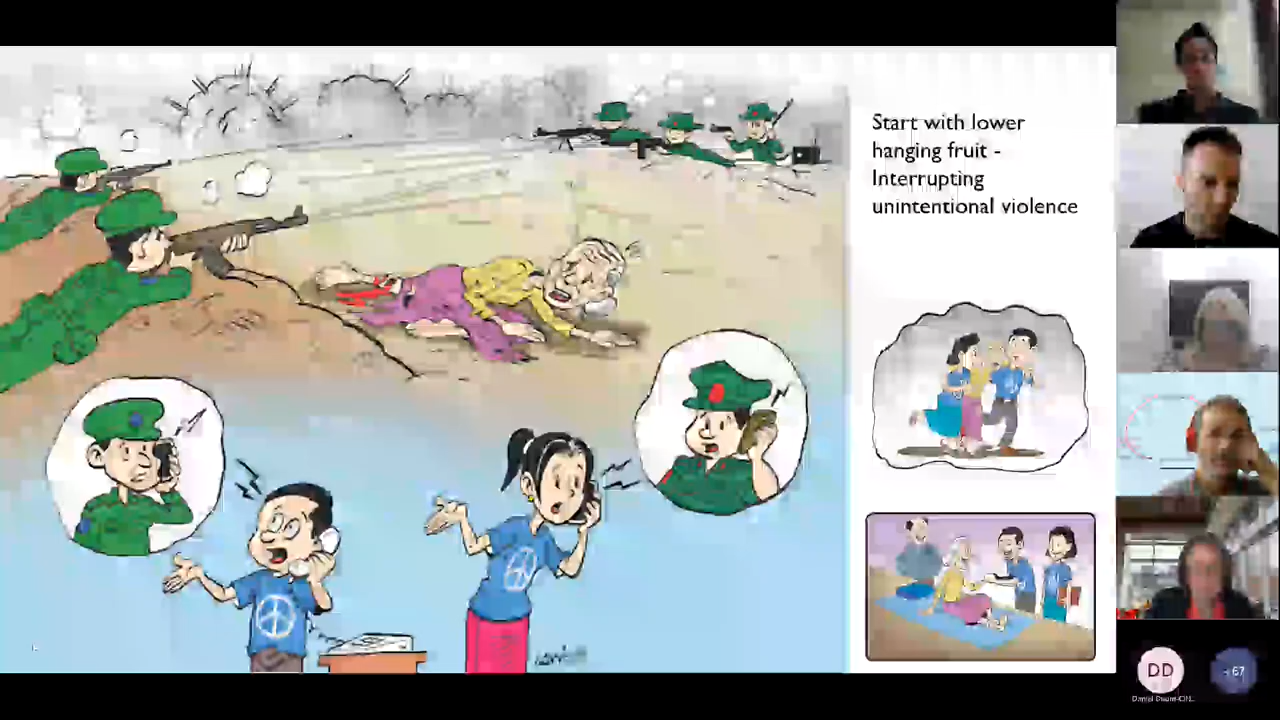 Start with lower
hanging fruit -
Interrupting
unintentional violence
DD
+67